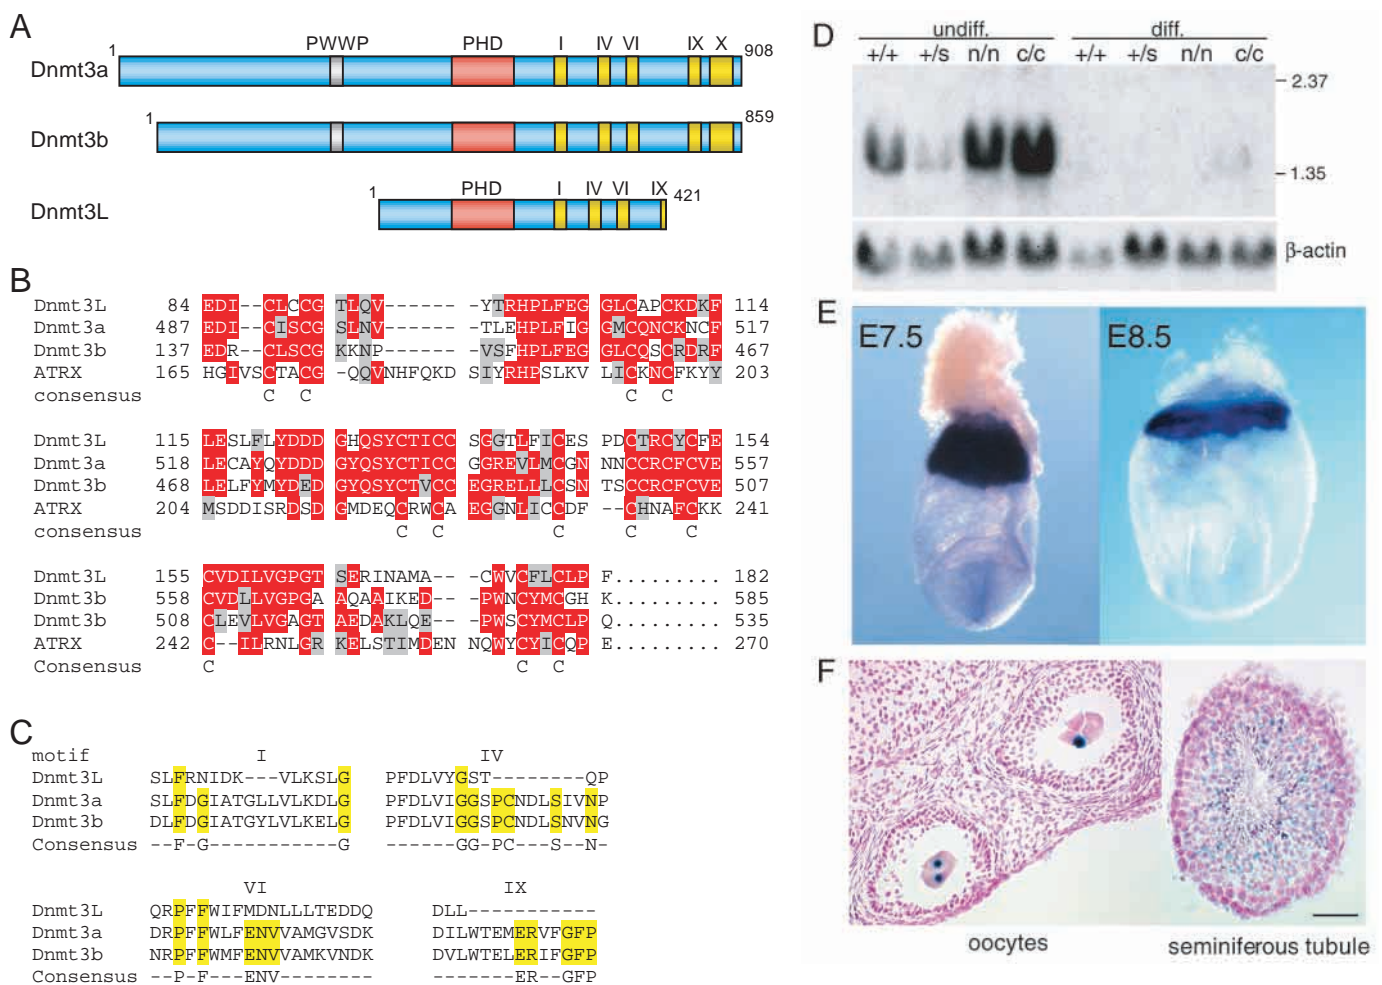 A
1 PWWP PHD I IV VI IX X 908
Dnmt3a
1 859
Dnmt3b
1 PHD I IV VI IX 421
Dnmt3L
B
Dnmt3L 84 EDI--CLCCG TLQV------ -YTRHPLFEG GLCAPCKDKF 114
Dnmt3a 487 EDI--CISCG SLNV------ -TLEHPLFIG GMCQNCKNCF 517
Dnmt3b 137 EDR--CLSCG KKNP------ -VSFHPLFEG GLCQSCRDRF 467
ATRX 165 HGIVSCTACG -QQVNHFQKD SIYRHPSLKV LICKNCFKYY 203
consensus C C C C
Dnmt3L 115 LESLFLYDDD GHQSYCTICC SGGTLFICES PDCTRCYCFE 154
Dnmt3a 518 LECAYQYDDD GYQSYCTICC GGREVLMCGN NNCCRCFCVE 557
Dnmt3b 468 LELFYMYDED GYQSYCTVCC EGRELLLCSN TSCCRCFCVE 507
ATRX 204 MSDDISRDSD GMDEQCRWCA EGGNLICCDF --CHNAFCKK 241
consensus C C C C C
Dnmt3L 155 CVDILVGPGT SERINAMA-- -CWVCFLCLP F......... 182
Dnmt3b 558 CVDLLVGPGA AQAAIKED-- -PWNCYMCGH K......... 585
Dnmt3b 508 CLEVLVGAGT AEDAKLQE-- -PWSCYMCLP Q......... 535
ATRX 242 C--ILRNLGR KELSTIMDEN NQWYCYICQP E......... 270
Consensus C C C
C
motif I IV
Dnmt3L SLFRNIDK---VLKSLG PFDLVYGST--------QP
Dnmt3a SLFDGIATGLLVLKDLG PFDLVIGGSPCNDLSIVNP
Dnmt3b DLFDGIATGYLVLKELG PFDLVIGGSPCNDLSNVNG
Consensus --F-G-----------G ------GG-PC---S--N-
VI IX
Dnmt3L QRPFFWIFMDNLLLTEDDQ DLL-----------
Dnmt3a DRPFFWLFENVVAMGVSDK DILWTEMERVFGFP
Dnmt3b NRPFFWMFENVVAMKVNDK DVLWTELERIFGFP
Consensus --P-F---ENV-------- -------ER--GFP
D
undiff. diff.
+/+ +/s n/n c/c +/+ +/s n/n c/c
2.37
1.35
β-actin
E
E7.5 E8.5
F
oocytes seminiferous tubule